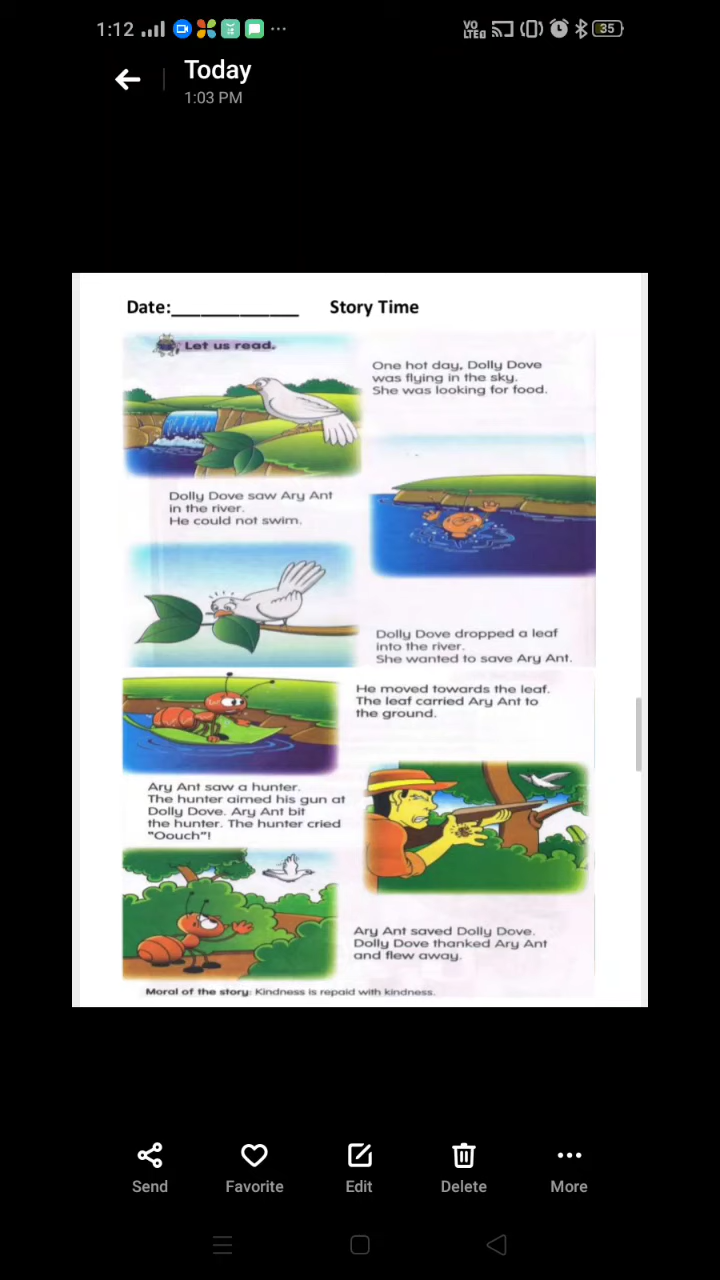 1:12
VO
LTE
35
Today
1:03 PM
Date:_____________ Story Time
Let us read.
One hot day, Dolly Dove
was flying in the sky.
She was looking for food.
Dolly Dove saw Ary Ant
in the river.
He could not swim.
Dolly Dove dropped a leaf
into the river.
She wanted to save Ary Ant.
He moved towards the leaf.
The leaf carried Ary Ant to
the ground.
Ary Ant saw a hunter.
The hunter aimed his gun at
Dolly Dove. Ary Ant bit
the hunter. The hunter cried
"Oouch"!
Ary Ant saved Dolly Dove.
Dolly Dove thanked Ary Ant
and flew away.
Moral of the story: Kindness is repaid with kindness.
Send
Favorite
Edit
Delete
More